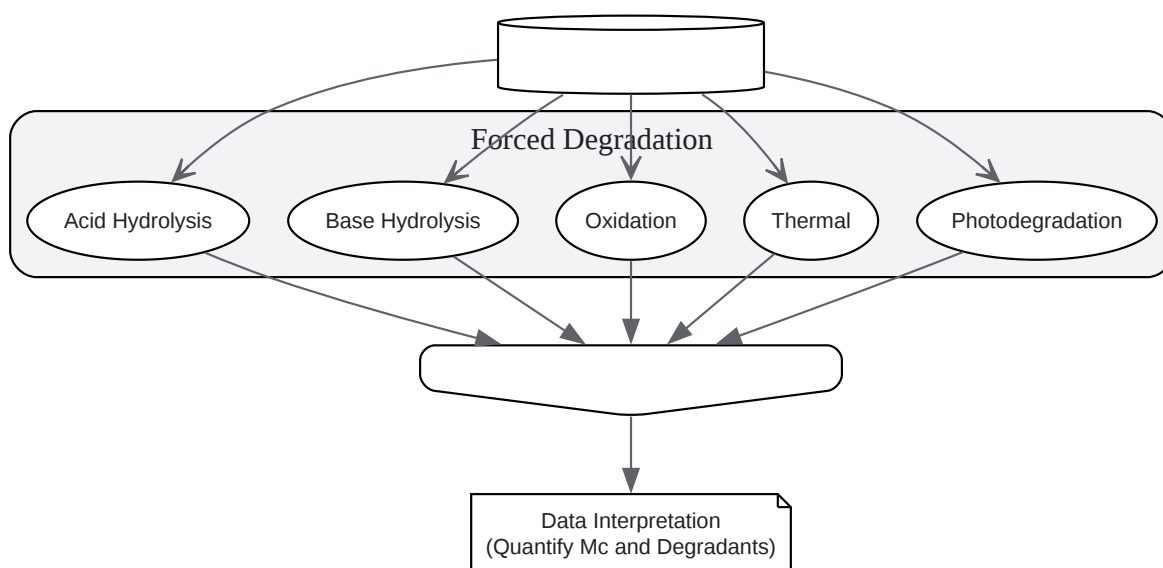 Forced Degradation
Acid Hydrolysis
Base Hydrolysis
Oxidation
Thermal
Photodegradation
Data Interpretation
(Quantify Mc and Degradants)